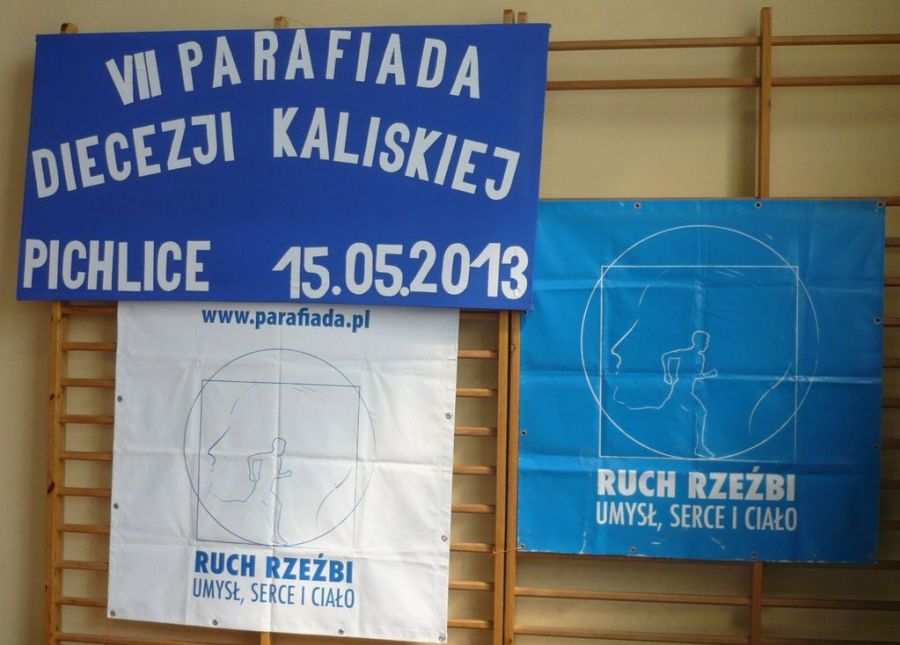 VII PARAFIADA
DIECEZJI KALISKIEJ
PICHLICE 15.05.2013
www.parafiada.pl
RUCH RZEŹBI
UMYSŁ, SERCE I CIAŁO
RUCH RZEŹBI
UMYSŁ, SERCE I CIAŁO